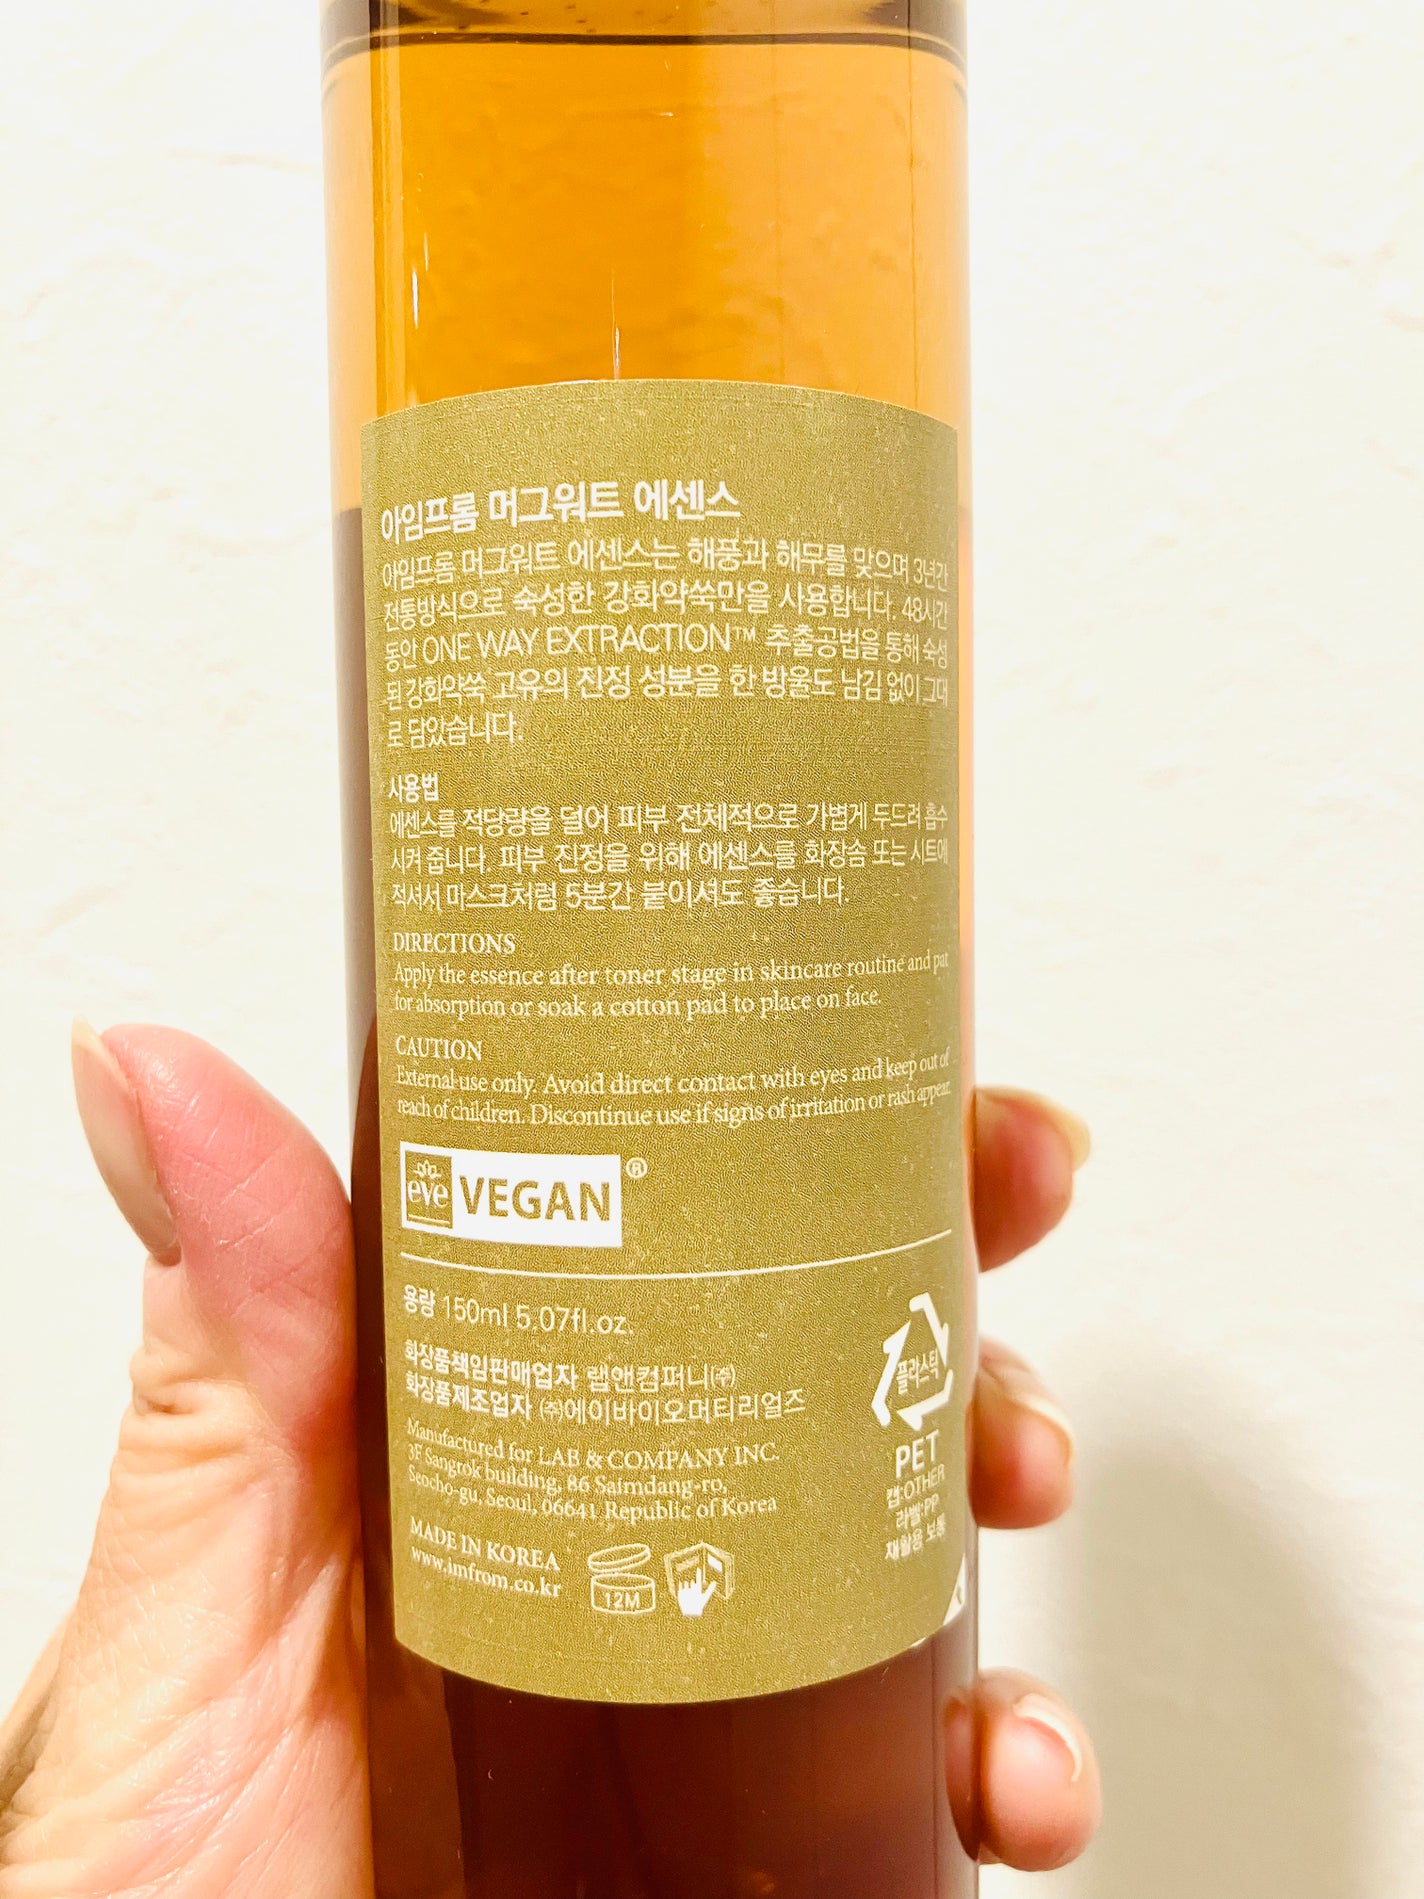 아임프롬 머그워트 에센스
아임프롬 머그워트 에센스는 해풍과 해무를 맞으며 3년간
전통방식으로 숙성한 강화약쑥만을 사용합니다. 48시간
동안 ONE WAY EXTRACTION™ 추출공법을 통해 숙성
된 강화약쑥 고유의 진정 성분을 한 방울도 남김 없이 그대
로 담았습니다.
사용법
에센스를 적당량을 덜어 피부 전체적으로 가볍게 두드려 흡수
시켜 줍니다. 피부 진정을 위해 에센스를 화장솜 또는 시트에
적셔서 마스크처럼 5분간 붙이셔도 좋습니다.
DIRECTIONS
Apply the essence after toner stage in skincare routine and pat
for absorption or soak a cotton pad to place on face.
CAUTION
External use only. Avoid direct contact with eyes and keep out of
reach of children. Discontinue use if signs of irritation or rash appear.
eve VEGAN®
용량 150ml 5.07fl.oz.
화장품책임판매업자 랩앤컴퍼니㈜
화장품제조업자 ㈜에이바이오머티리얼즈
Manufactured for LAB & COMPANY INC.
3F Sangrok building, 86 Saimdang-ro,
Seocho-gu, Seoul, 06641 Republic of Korea
MADE IN KOREA
www.imfrom.co.kr
12M
플라스틱
PET
캡:OTHER
라벨:PP
재활용 보통